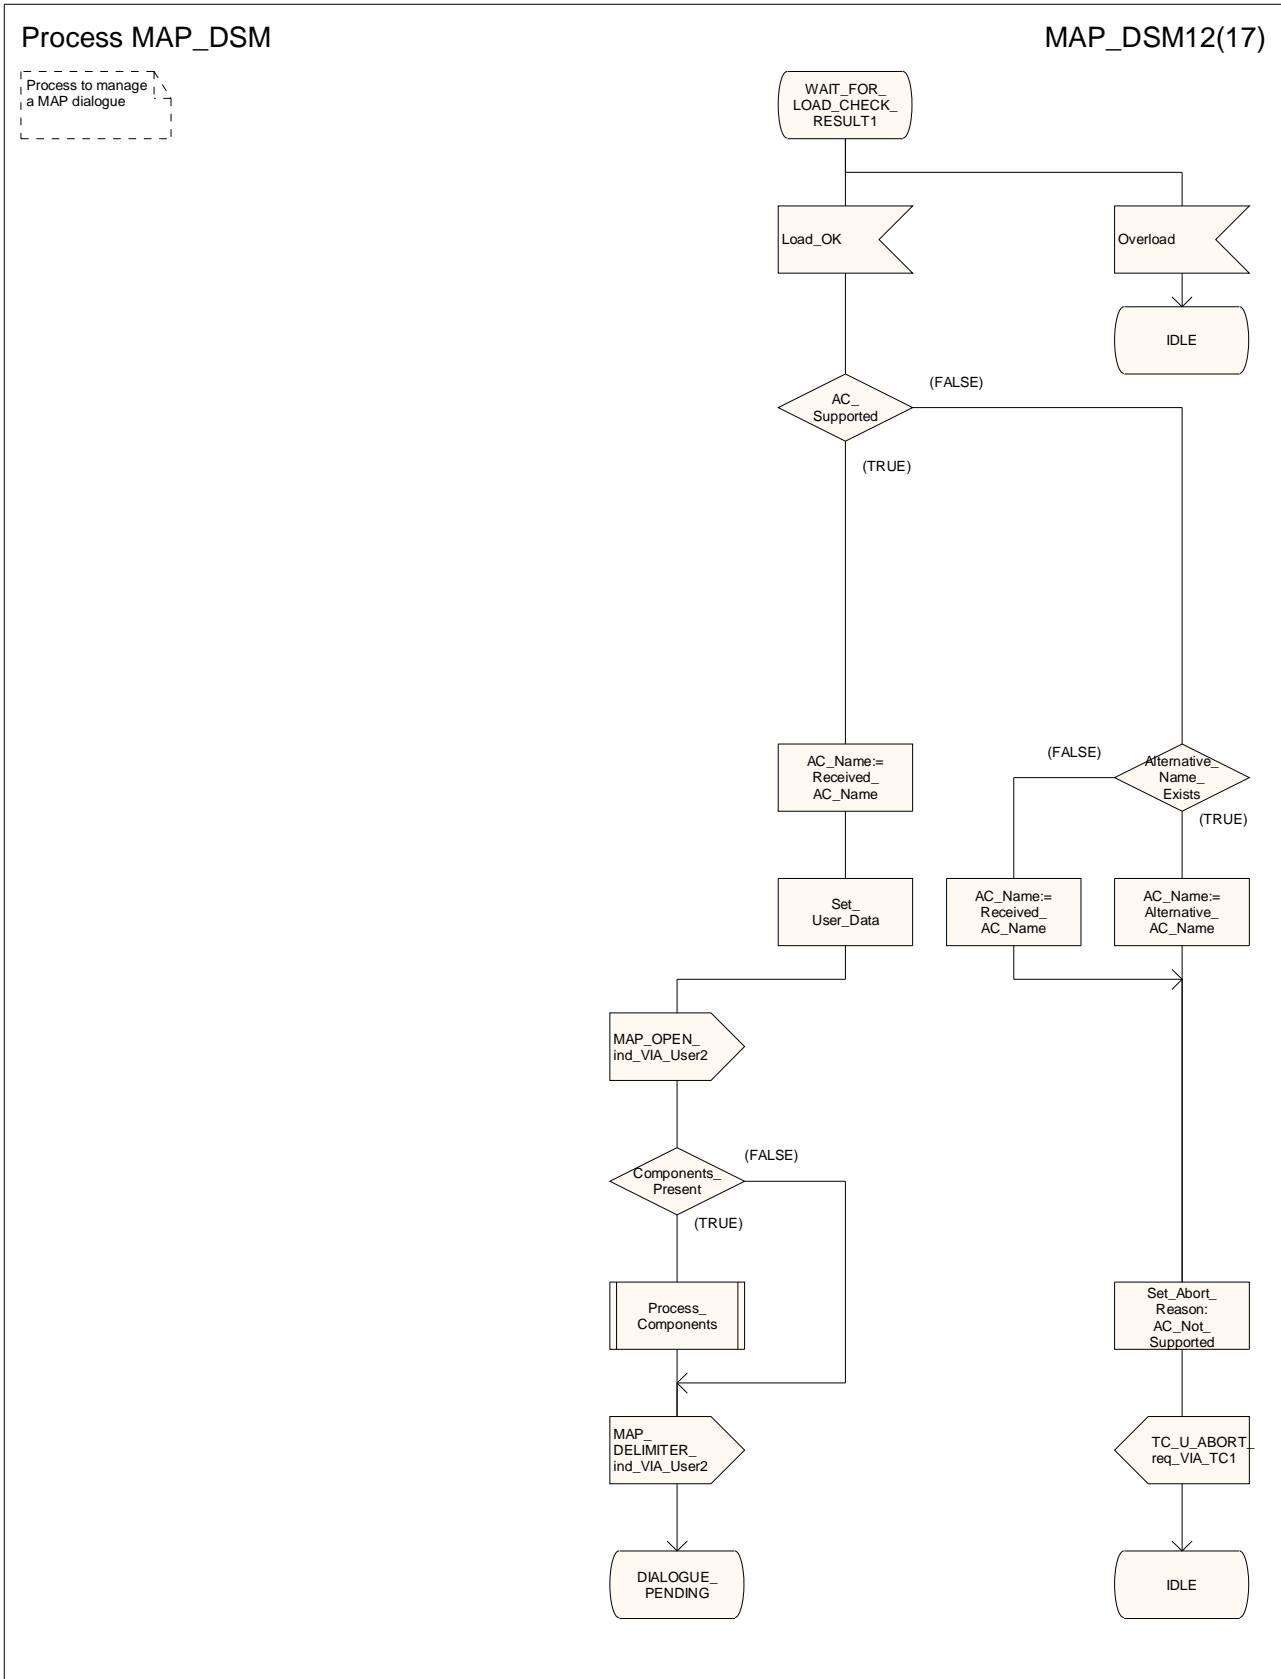 Process MAP_DSM
MAP_DSM12(17)
Process to manage
a MAP dialogue
WAIT_FOR_
LOAD_CHECK_
RESULT1
Load_OK
Overload
IDLE
AC_
Supported
(FALSE)
(TRUE)
AC_Name:=
Received_
AC_Name
(FALSE)
Alternative_
Name_
Exists
(TRUE)
Set_
User_Data
AC_Name:=
Received_
AC_Name
AC_Name:=
Alternative_
AC_Name
MAP_OPEN_
ind_VIA_User2
Components_
Present
(FALSE)
(TRUE)
Process_
Components
Set_Abort_
Reason:
AC_Not_
Supported
MAP_
DELIMITER_
ind_VIA_User2
TC_U_ABORT_
req_VIA_TC1
DIALOGUE_
PENDING
IDLE